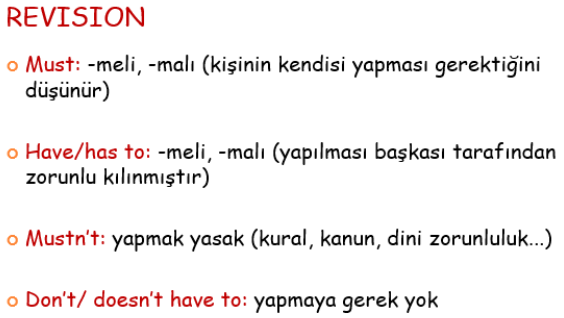 REVISION
Must: -meli, -malı (kişinin kendisi yapması gerektiğini
düşünür)
Have/has to: -meli, -malı (yapılması başkası tarafından
zorunlu kılınmıştır)
Mustn't: yapmak yasak (kural, kanun, dini zorunluluk...)
Don't/ doesn't have to: yapmaya gerek yok